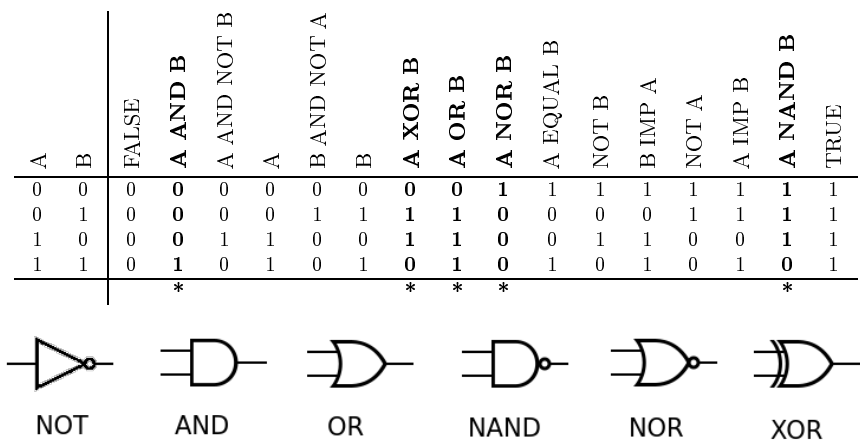 A B FALSE A AND B A AND NOT B A B AND NOT A B A XOR B A OR B A NOR B A EQUAL B NOT B B IMP A NOT A A IMP B A NAND B TRUE
0 0 0 0 0 0 0 0 0 0 1 1 1 1 1 1 1 1
0 1 0 0 0 0 1 1 1 1 0 0 0 0 1 1 1 1
1 0 0 0 1 1 0 0 1 1 0 0 1 1 0 0 1 1
1 1 0 1 0 1 0 1 0 1 0 1 0 1 0 1 0 1
* * * * *
NOT AND OR NAND NOR XOR